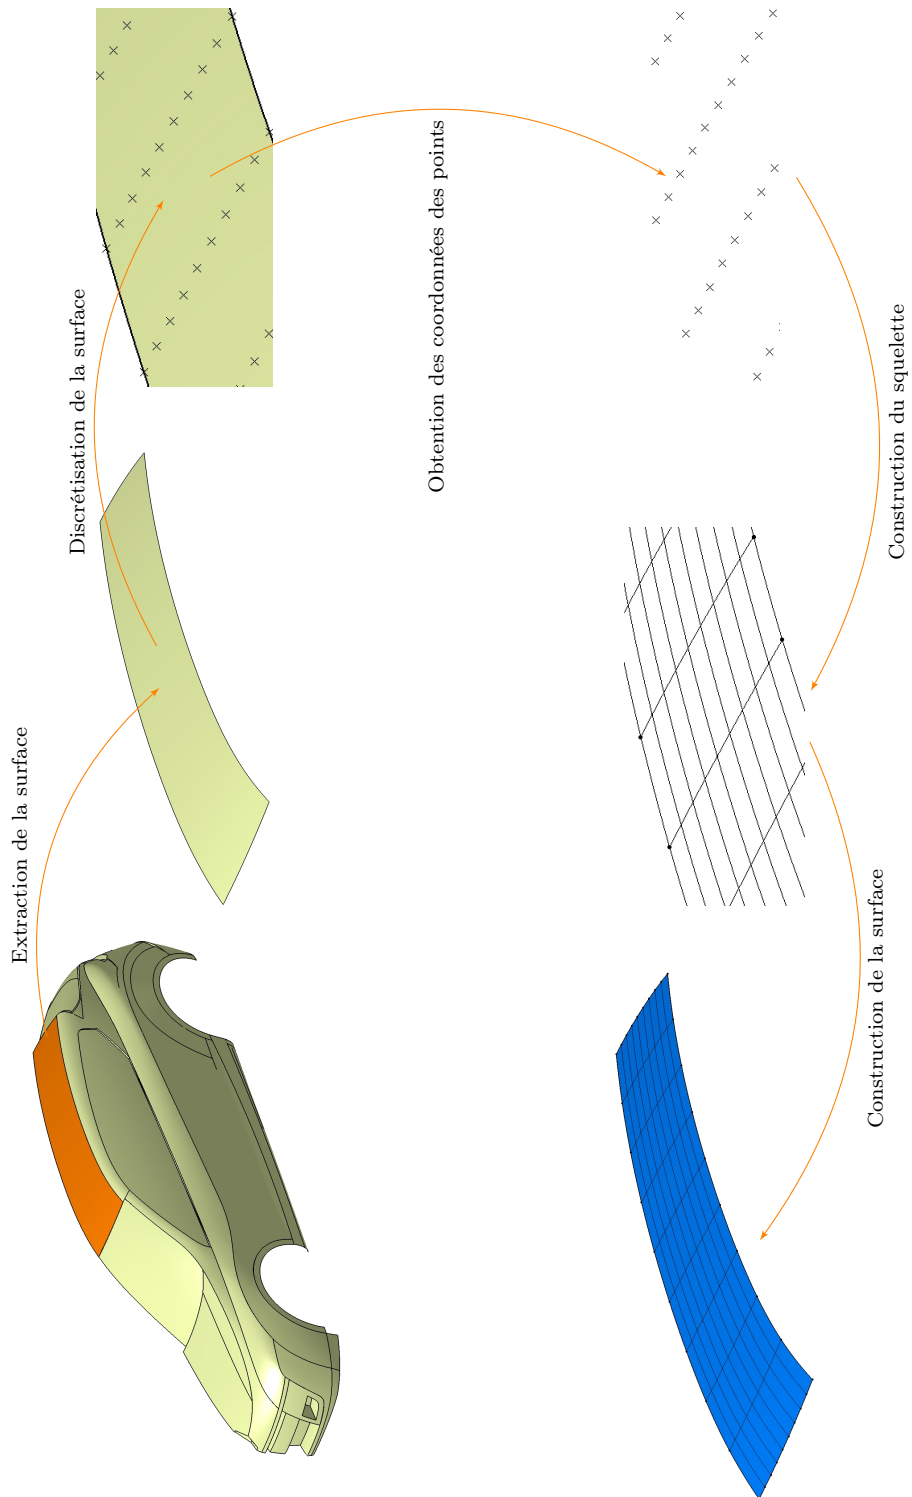 Extraction de la surface
Discrétisation de la surface
Obtention des coordonnées des points
Construction du squelette
Construction de la surface